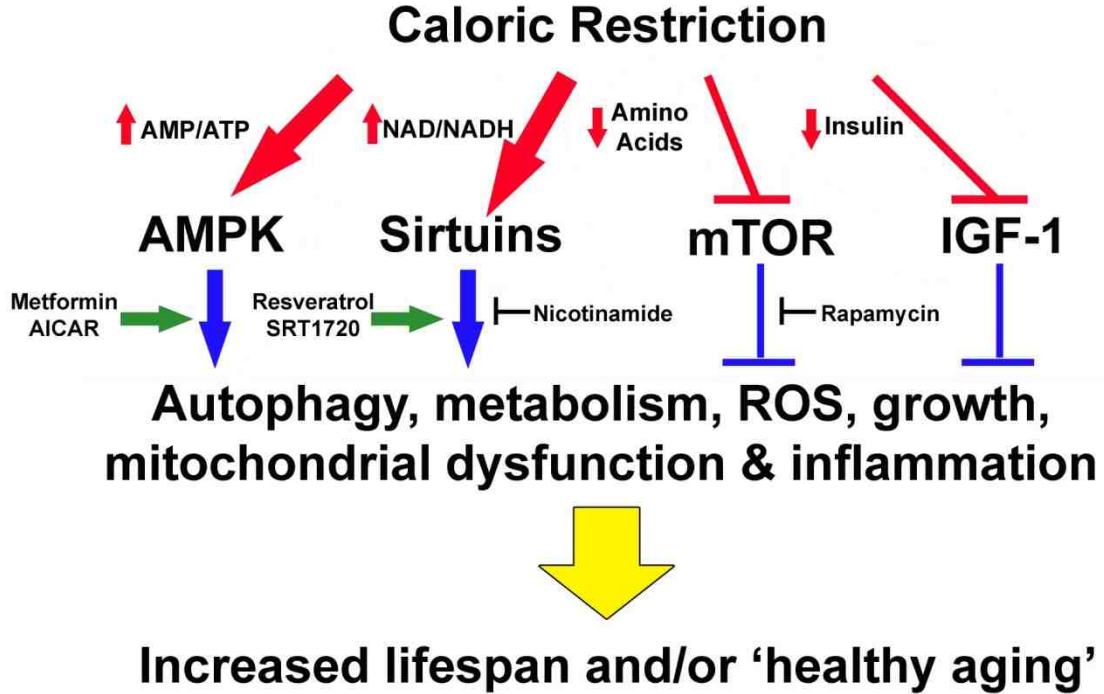 Caloric Restriction
AMP/ATP
NAD/NADH
Amino
Acids
Insulin
AMPK
Sirtuins
mTOR
IGF-1
Metformin
AICAR
Resveratrol
SRT1720
Nicotinamide
Rapamycin
Autophagy, metabolism, ROS, growth,
mitochondrial dysfunction & inflammation
Increased lifespan and/or ‘healthy aging’